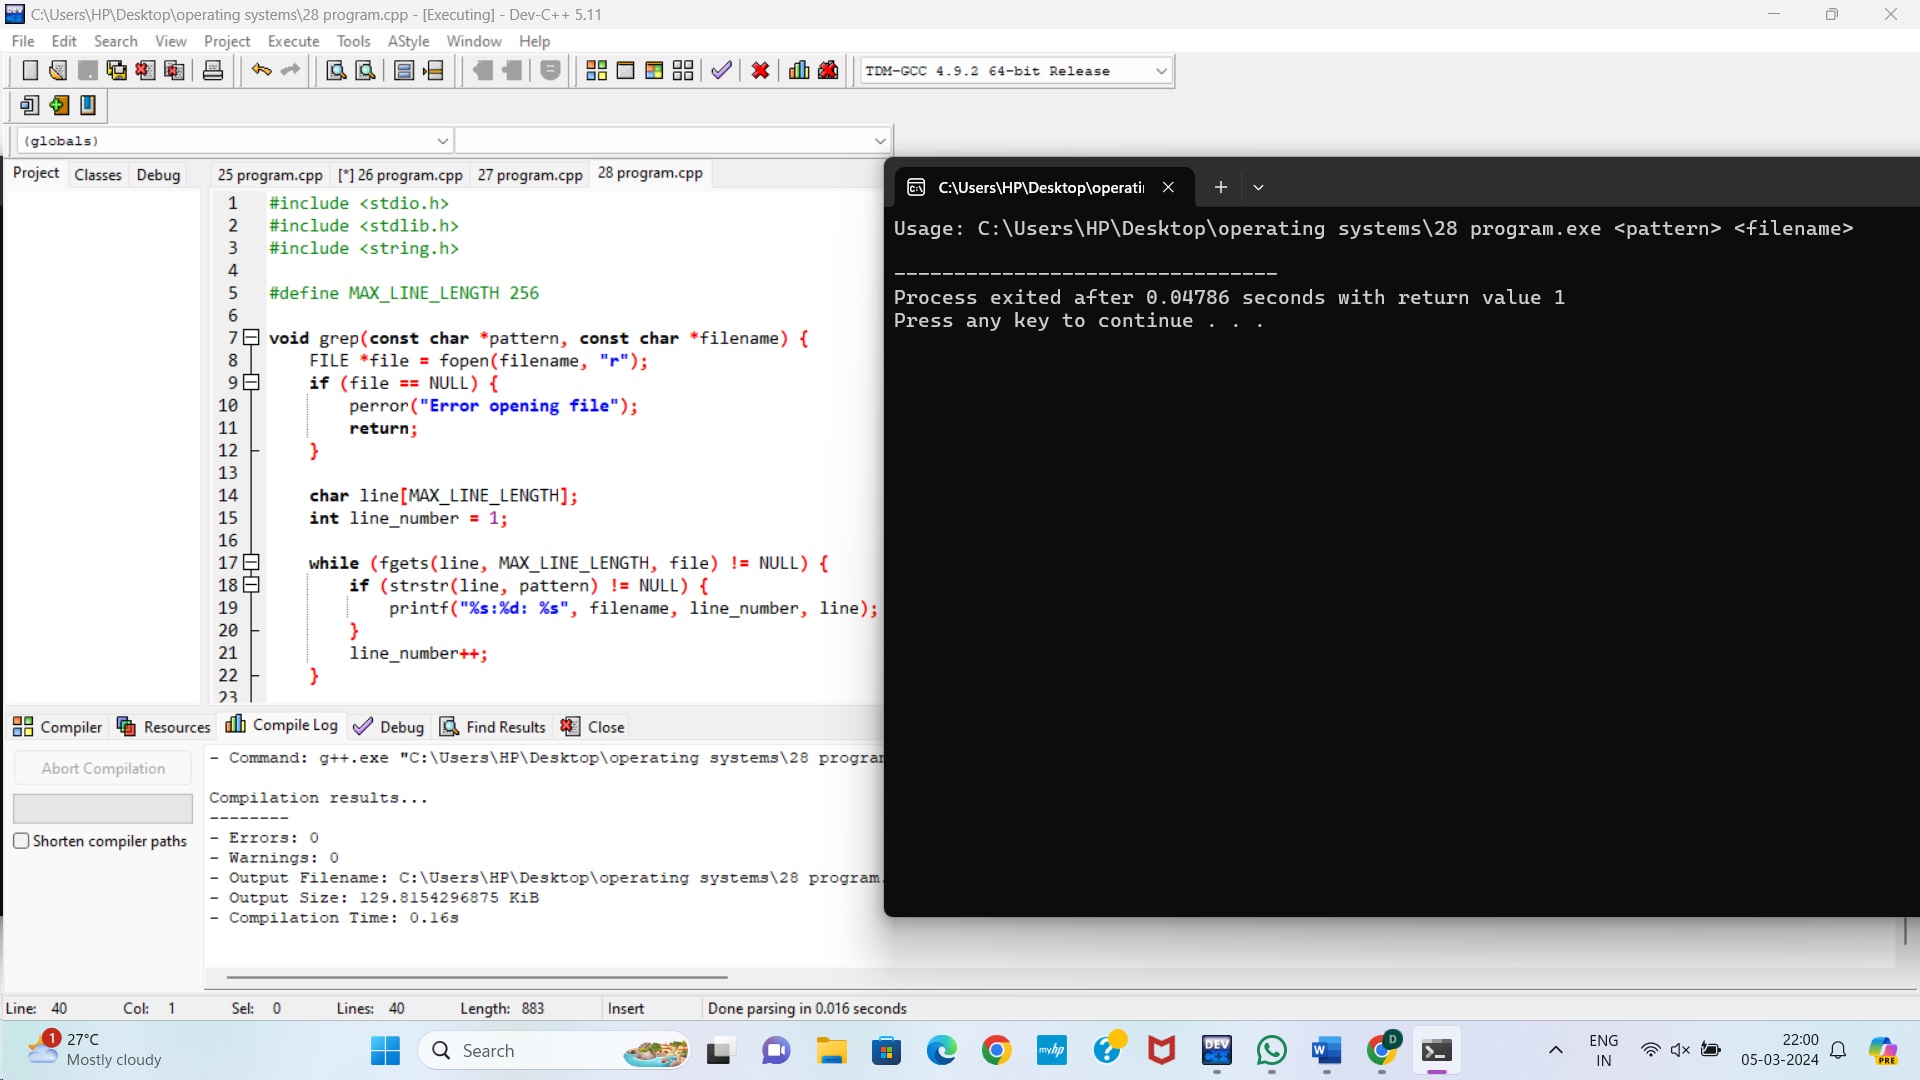 C:\Users\HP\Desktop\operating systems\28 program.cpp - [Executing] - Dev-C++ 5.11
File Edit Search View Project Execute Tools AStyle Window Help
TDM-GCC 4.9.2 64-bit Release
(globals)
Project Classes Debug
25 program.cpp [*] 26 program.cpp 27 program.cpp 28 program.cpp
1 #include <stdio.h>
2 #include <stdlib.h>
3 #include <string.h>
4
5 #define MAX_LINE_LENGTH 256
6
7 void grep(const char *pattern, const char *filename) {
8 FILE *file = fopen(filename, "r");
9 if (file == NULL) {
10 perror("Error opening file");
11 return;
12 }
13
14 char line[MAX_LINE_LENGTH];
15 int line_number = 1;
16
17 while (fgets(line, MAX_LINE_LENGTH, file) != NULL) {
18 if (strstr(line, pattern) != NULL) {
19 printf("%s:%d: %s", filename, line_number, line);
20 }
21 line_number++;
22 }
23
C:\Users\HP\Desktop\operati
Usage: C:\Users\HP\Desktop\operating systems\28 program.exe <pattern> <filename>
--------------------------------
Process exited after 0.04786 seconds with return value 1
Press any key to continue . . .
Compiler Resources Compile Log Debug Find Results Close
Abort Compilation
Shorten compiler paths
- Command: g++.exe "C:\Users\HP\Desktop\operating systems\28 program
Compilation results...
--------
- Errors: 0
- Warnings: 0
- Output Filename: C:\Users\HP\Desktop\operating systems\28 program.
- Output Size: 129.8154296875 KiB
- Compilation Time: 0.16s
Line: 40 Col: 1 Sel: 0 Lines: 40 Length: 883 Insert Done parsing in 0.016 seconds
1
27°C
Mostly cloudy
Search
myhp
DEV
C++
W
D
ENG
IN
22:00
05-03-2024
PRE